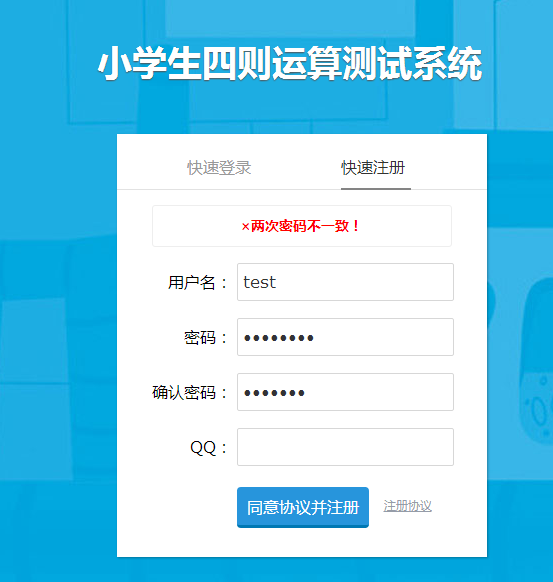 小学生四则运算测试系统
快速登录 快速注册
×两次密码不一致！
用户名： test
密码： ••••••••
确认密码： •••••••
QQ：
同意协议并注册 注册协议